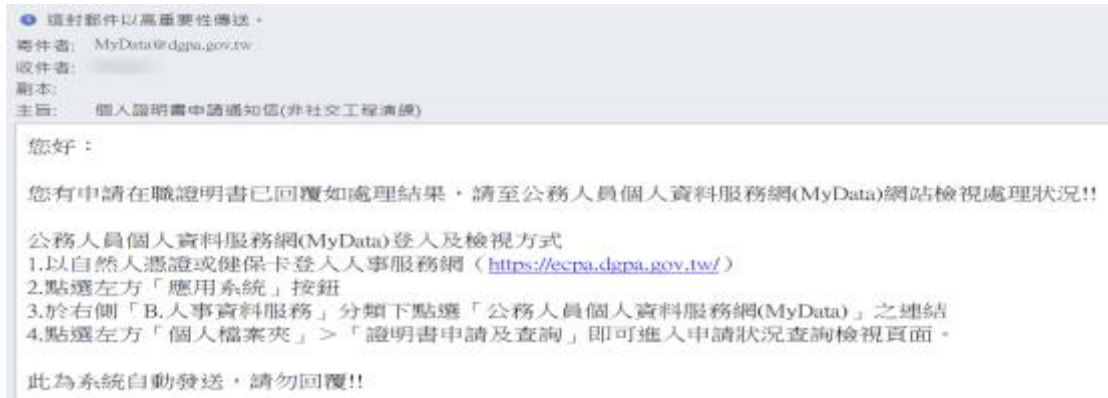 這封郵件以高重要性傳送。
寄件者: MyData@dgpa.gov.tw
收件者:
副本:
主旨: 個人證明書申請通知信(非社交工程演練)
您好：
您有申請在職證明書已回覆如處理結果，請至公務人員個人資料服務網(MyData)網站檢視處理狀況!!
公務人員個人資料服務網(MyData)登入及檢視方式
1.以自然人憑證或健保卡登入人事服務網（https://ecpa.dgpa.gov.tw/）
2.點選左方「應用系統」按鈕
3.於右側「B.人事資料服務」分類下點選「公務人員個人資料服務網(MyData)」之連結
4.點選左方「個人檔案夾」＞「證明書申請及查詢」即可進入申請狀況查詢檢視頁面。
此為系統自動發送，請勿回覆!!